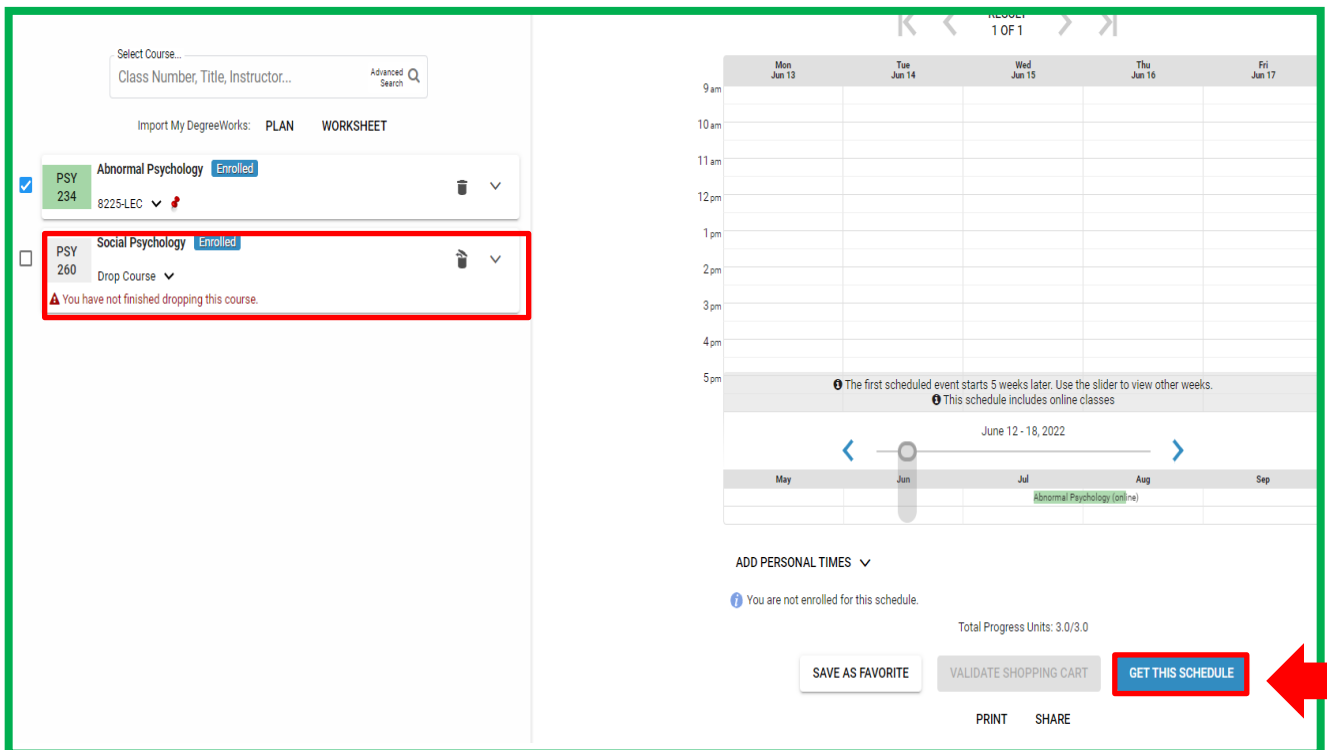 Select Course...
Class Number, Title, Instructor...
Advanced
Search
Import My DegreeWorks: PLAN WORKSHEET
PSY
234
Abnormal Psychology Enrolled
8225-LEC
PSY
260
Social Psychology Enrolled
Drop Course
You have not finished dropping this course.
RESULT
1 OF 1
Mon
Jun 13
Tue
Jun 14
Wed
Jun 15
Thu
Jun 16
Fri
Jun 17
9 am
10 am
11 am
12 pm
1 pm
2 pm
3 pm
4 pm
5 pm
The first scheduled event starts 5 weeks later. Use the slider to view other weeks.
This schedule includes online classes
June 12 - 18, 2022
May Jun Jul Aug Sep
Abnormal Psychology (online)
ADD PERSONAL TIMES
You are not enrolled for this schedule.
Total Progress Units: 3.0/3.0
SAVE AS FAVORITE VALIDATE SHOPPING CART GET THIS SCHEDULE
PRINT SHARE